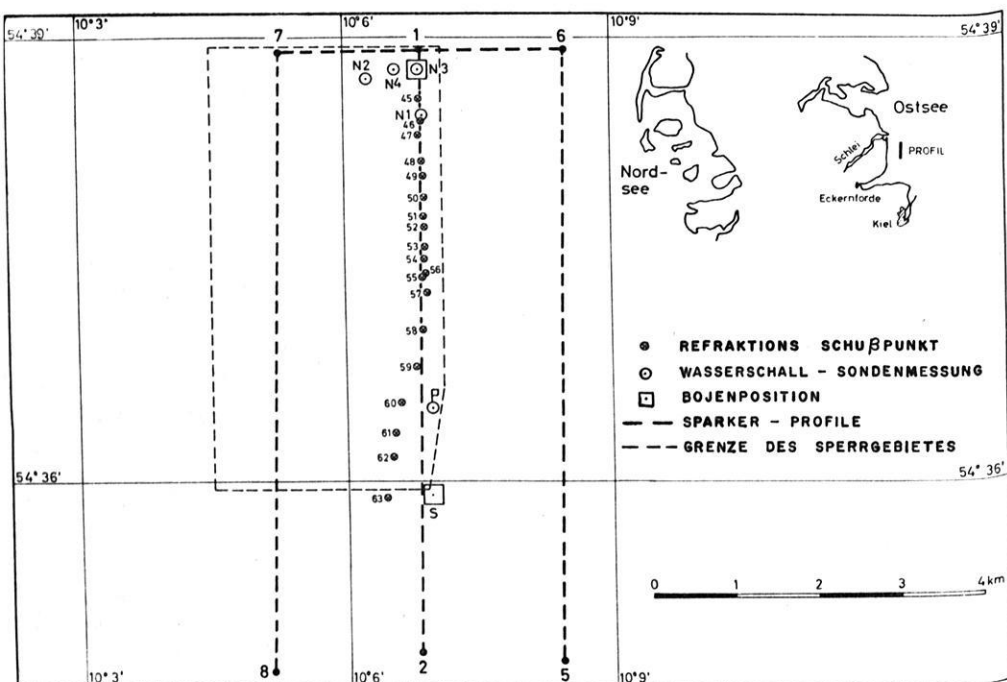 10° 3'
10° 6'
10° 9'
54° 39'
54° 39'
7
1
6
N2
N4
N3
45
N1
46
47
48
49
50
51
52
53
54
56
55
57
58
59
60
P
61
62
63
S
54° 36'
54° 36'
Nord-
see
Ostsee
Schlei
PROFIL
Eckernförde
Kiel
REFRAKTIONS SCHUßPUNKT
WASSERSCHALL – SONDENMESSUNG
BOJENPOSITION
SPARKER – PROFILE
GRENZE DES SPERRGEBIETES
0 1 2 3 4 km
8
2
5
10° 3'
10° 6'
10° 9'